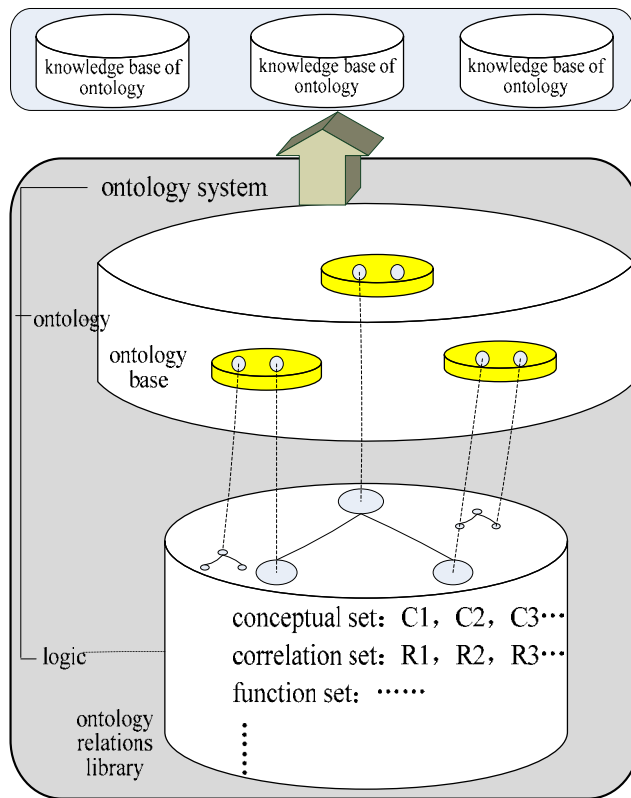 knowledge base of
ontology
knowledge base of
ontology
knowledge base of
ontology
ontology system
ontology
ontology
base
conceptual set：C1，C2，C3…
correlation set：R1，R2，R3…
function set：……
logic
ontology
relations
library